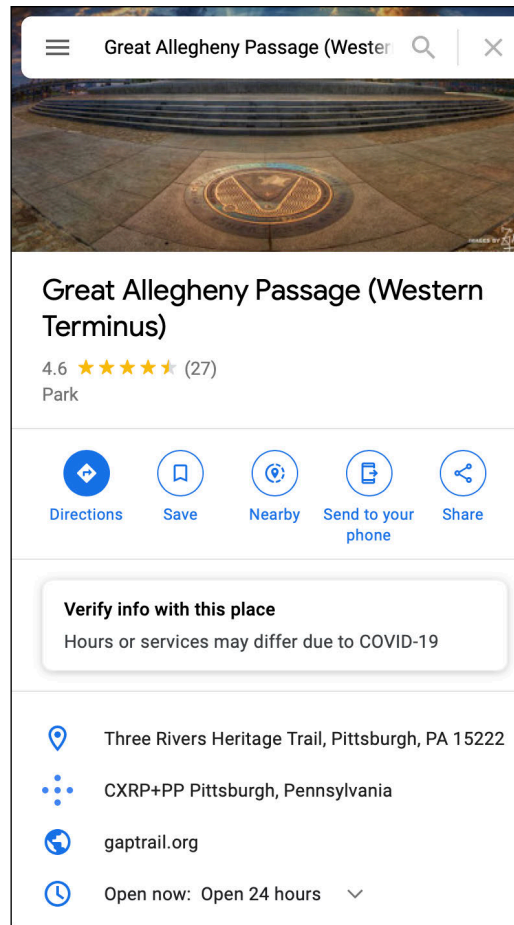 Great Allegheny Passage (Wester
IMAGES BY
Great Allegheny Passage (Western
Terminus)
4.6 (27)
Park
Directions
Save
Nearby
Send to your
phone
Share
Verify info with this place
Hours or services may differ due to COVID-19
Three Rivers Heritage Trail, Pittsburgh, PA 15222
CXRP+PP Pittsburgh, Pennsylvania
gaptrail.org
Open now: Open 24 hours